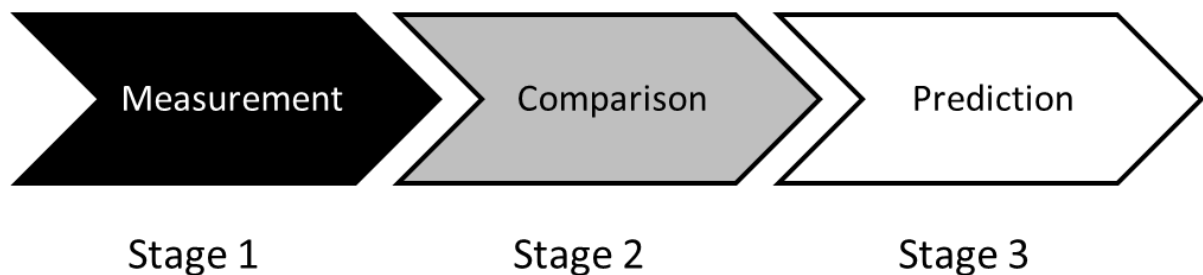 Measurement
Comparison
Prediction
Stage 1
Stage 2
Stage 3